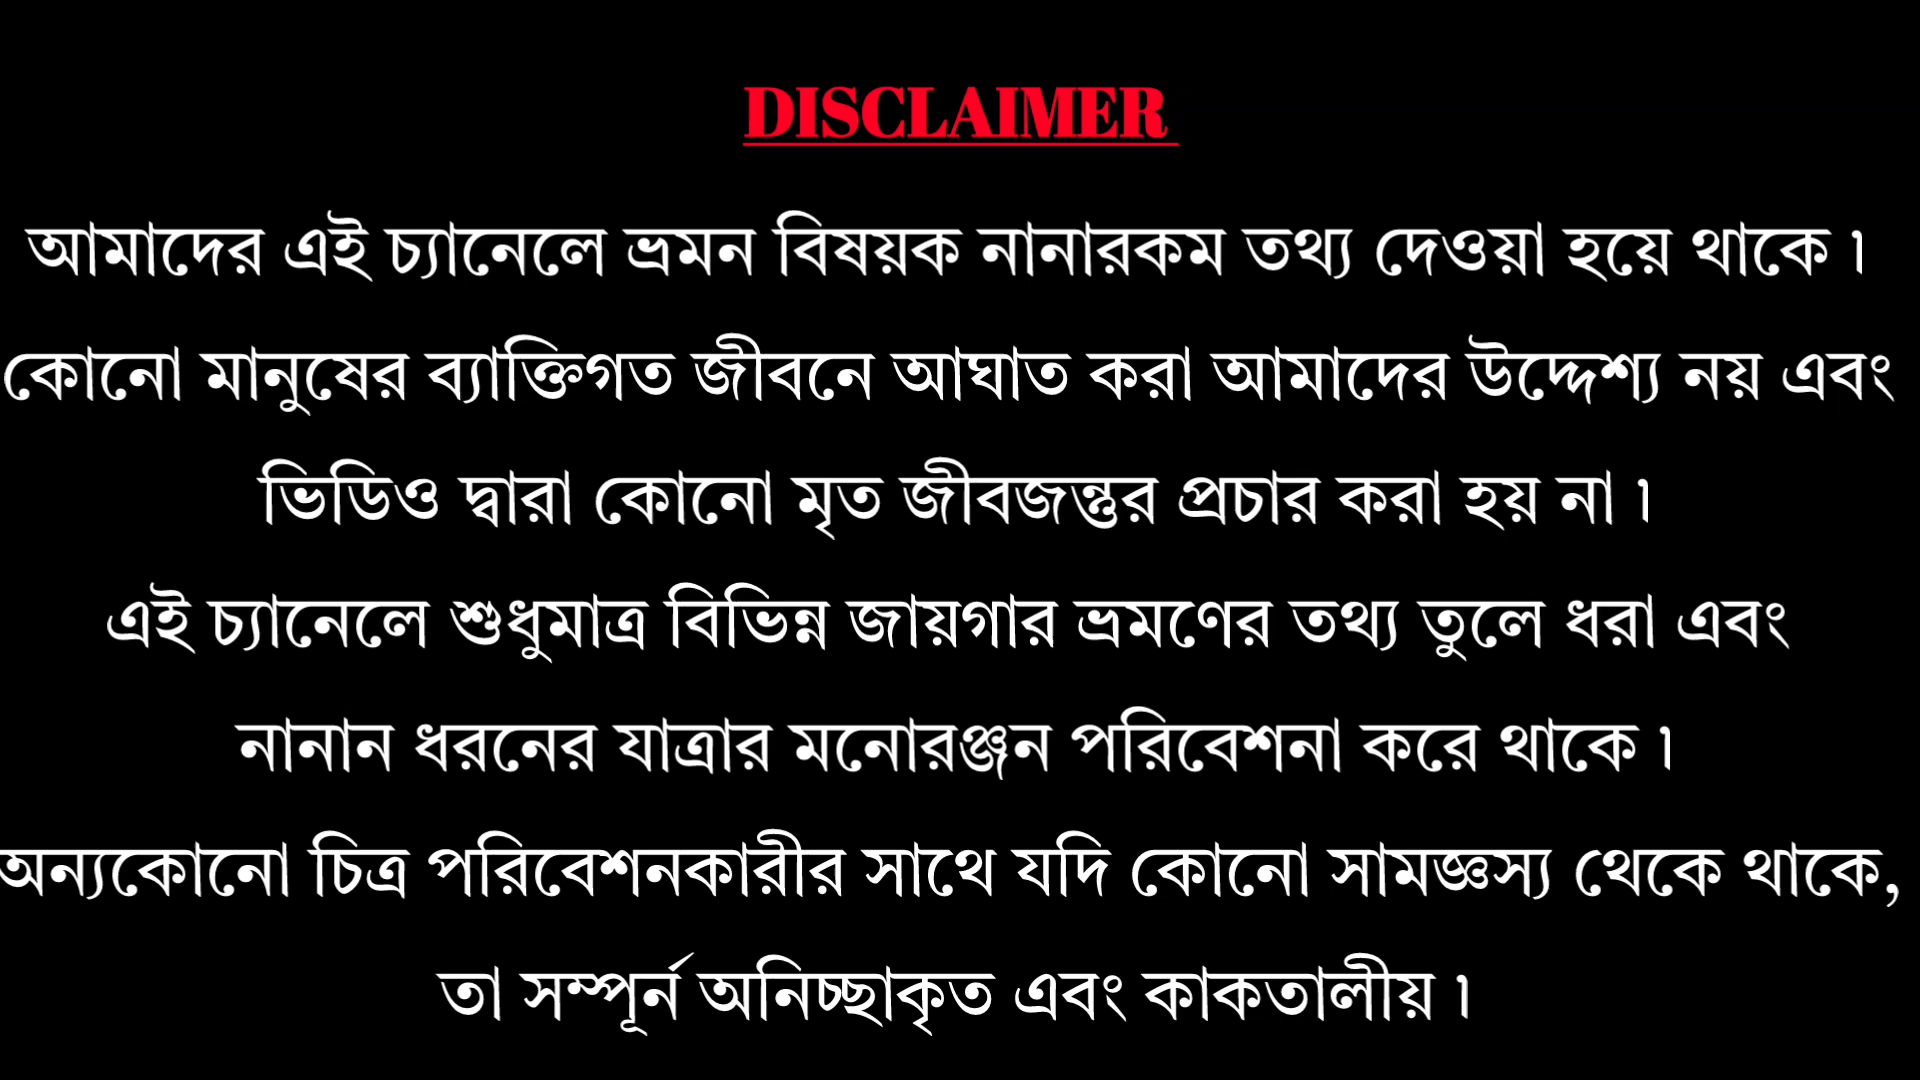 DISCLAIMER
আমাদের এই চ্যানেলে ভ্রমন বিষয়ক নানারকম তথ্য দেওয়া হয়ে থাকে ৷
কোনো মানুষের ব্যাক্তিগত জীবনে আঘাত করা আমাদের উদ্দেশ্য নয় এবং
ভিডিও দ্বারা কোনো মৃত জীবজন্তুর প্রচার করা হয় না ৷
এই চ্যানেলে শুধুমাত্র বিভিন্ন জায়গার ভ্রমণের তথ্য তুলে ধরা এবং
নানান ধরনের যাত্রার মনোরঞ্জন পরিবেশনা করে থাকে ৷
অন্যকোনো চিত্র পরিবেশনকারীর সাথে যদি কোনো সামজ্ঞস্য থেকে থাকে,
তা সম্পূর্ন অনিচ্ছাকৃত এবং কাকতালীয় ৷